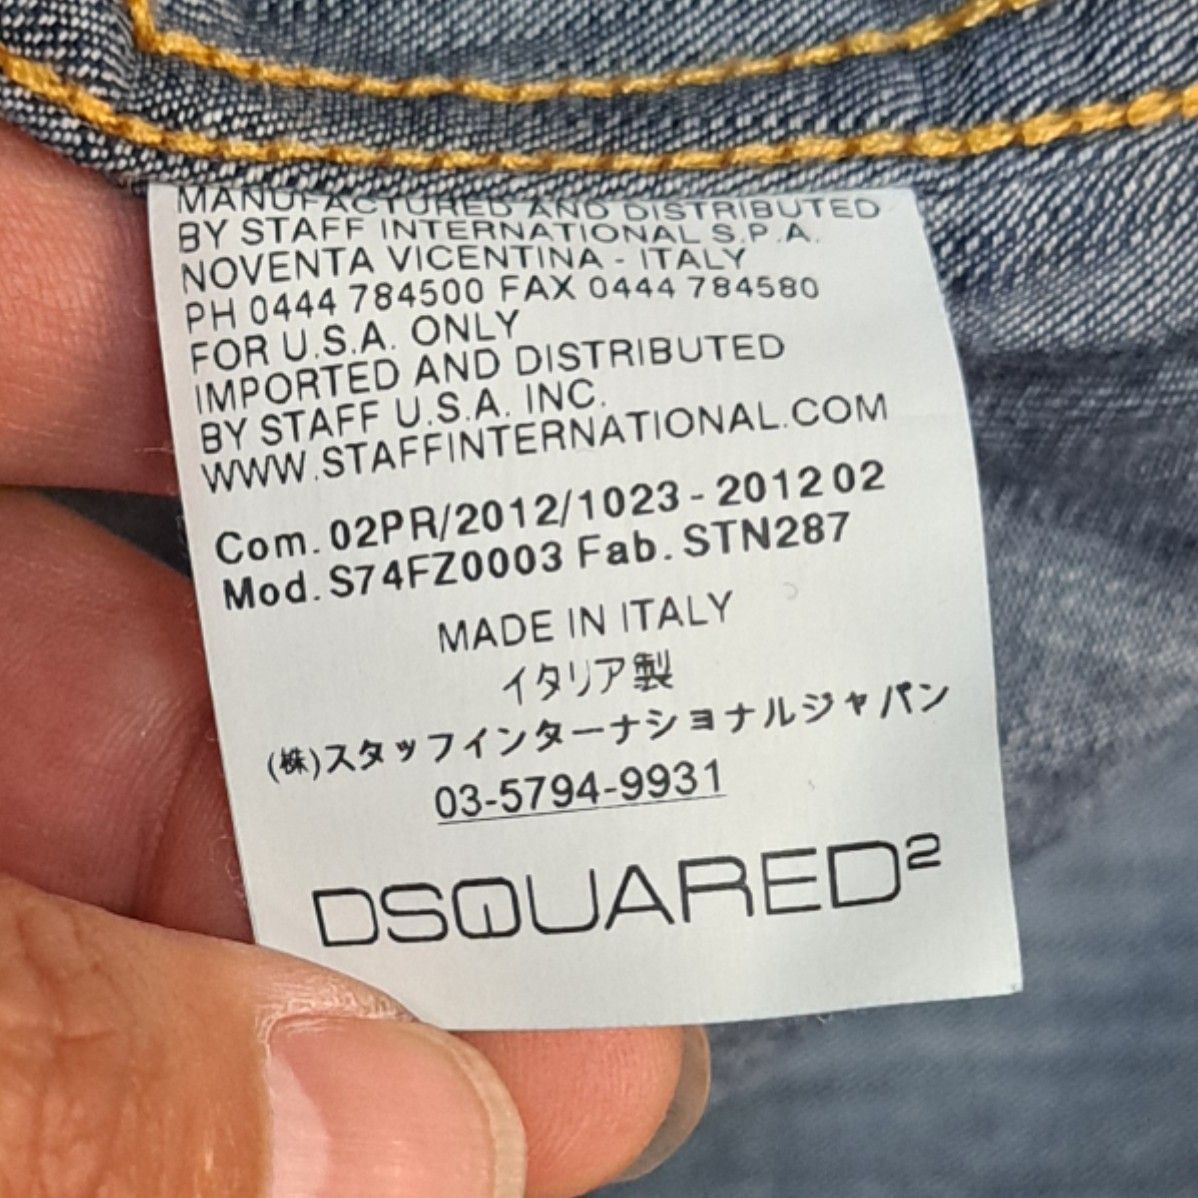 MANUFACTURED AND DISTRIBUTED
BY STAFF INTERNATIONAL S.P.A.
NOVENTA VICENTINA - ITALY
PH 0444 784500 FAX 0444 784580
FOR U.S.A. ONLY
IMPORTED AND DISTRIBUTED
BY STAFF U.S.A. INC.
WWW.STAFFINTERNATIONAL.COM
Com. 02PR/2012/1023 - 2012 02
Mod. S74FZ0003 Fab. STN287
MADE IN ITALY
イタリア製
(株)スタッフインターナショナルジャパン
03-5794-9931
DSQUARED²